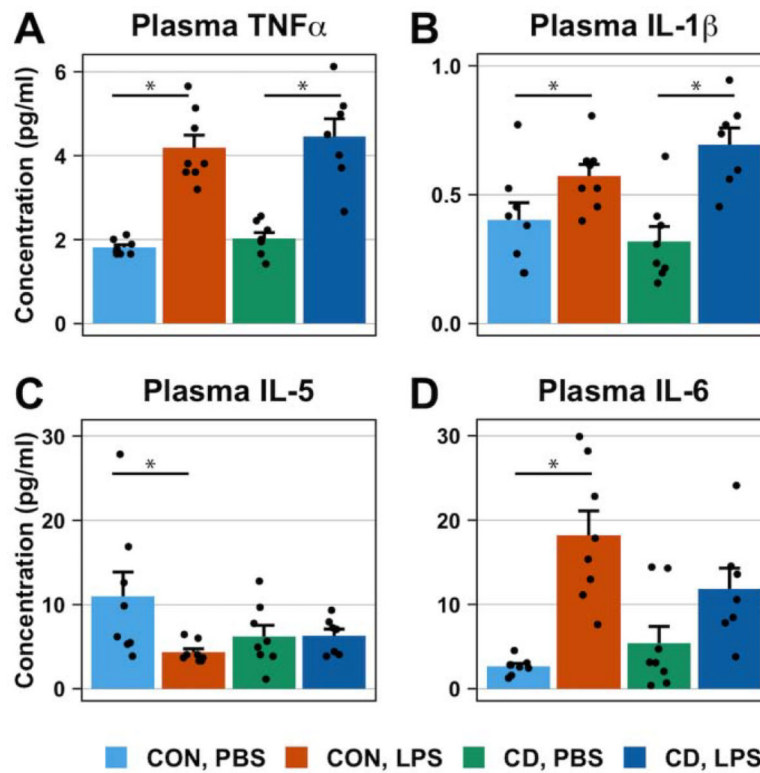 A Plasma TNFα
Concentration (pg/ml)
6
4
2
0
* *
B Plasma IL-1β
1.0
0.5
0.0
* *
C Plasma IL-5
Concentration (pg/ml)
30
20
10
0
*
D Plasma IL-6
30
20
10
0
*
CON, PBS CON, LPS CD, PBS CD, LPS